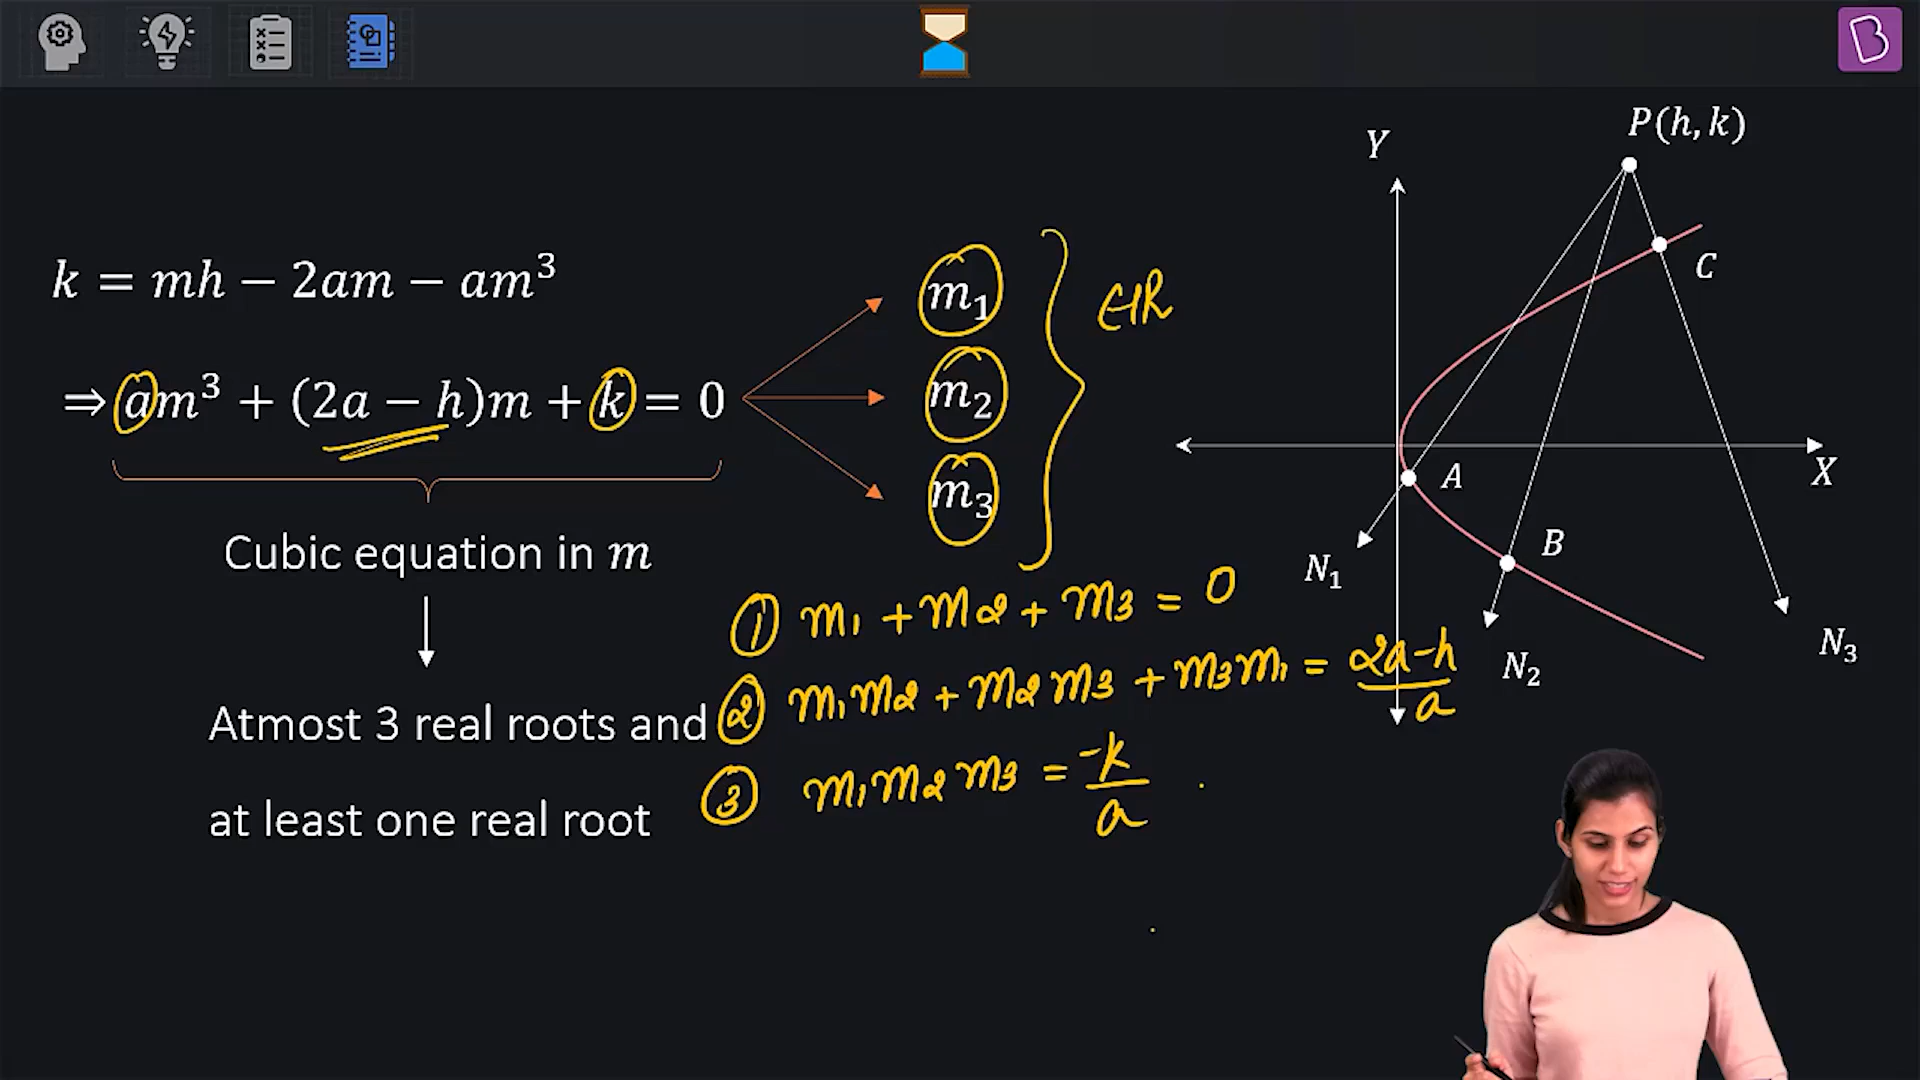 P(h, k)
Y
k = mh − 2am − am³
m₁
∈ℝ
C
⇒ am³ + (2a − h)m + k = 0
m₂
X
m₃
A
Cubic equation in m
B
N₁
① m₁ + m₂ + m₃ = 0
N₃
N₂
② m₁m₂ + m₂m₃ + m₃m₁ = (2a-h)/a
Atmost 3 real roots and
③ m₁m₂m₃ = -k/a
at least one real root